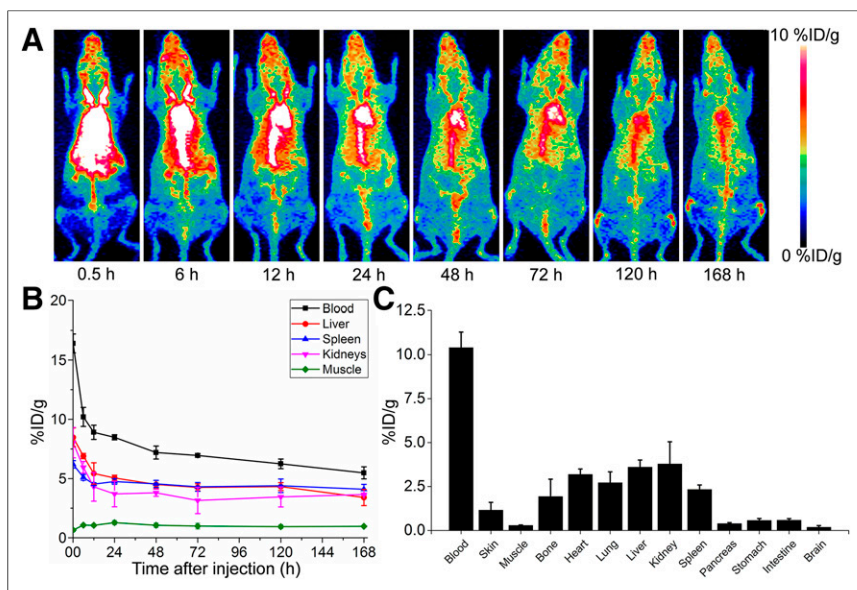 A
10 %ID/g
0 %ID/g
0.5 h 6 h 12 h 24 h 48 h 72 h 120 h 168 h
B
20
15
10
5
0
%ID/g
Blood
Liver
Spleen
Kidneys
Muscle
00 24 48 72 96 120 144 168
Time after injection (h)
C
12.5
10.0
7.5
5.0
2.5
0.0
%ID/g
Blood
Skin
Muscle
Bone
Heart
Lung
Liver
Kidney
Spleen
Pancreas
Stomach
Intestine
Brain